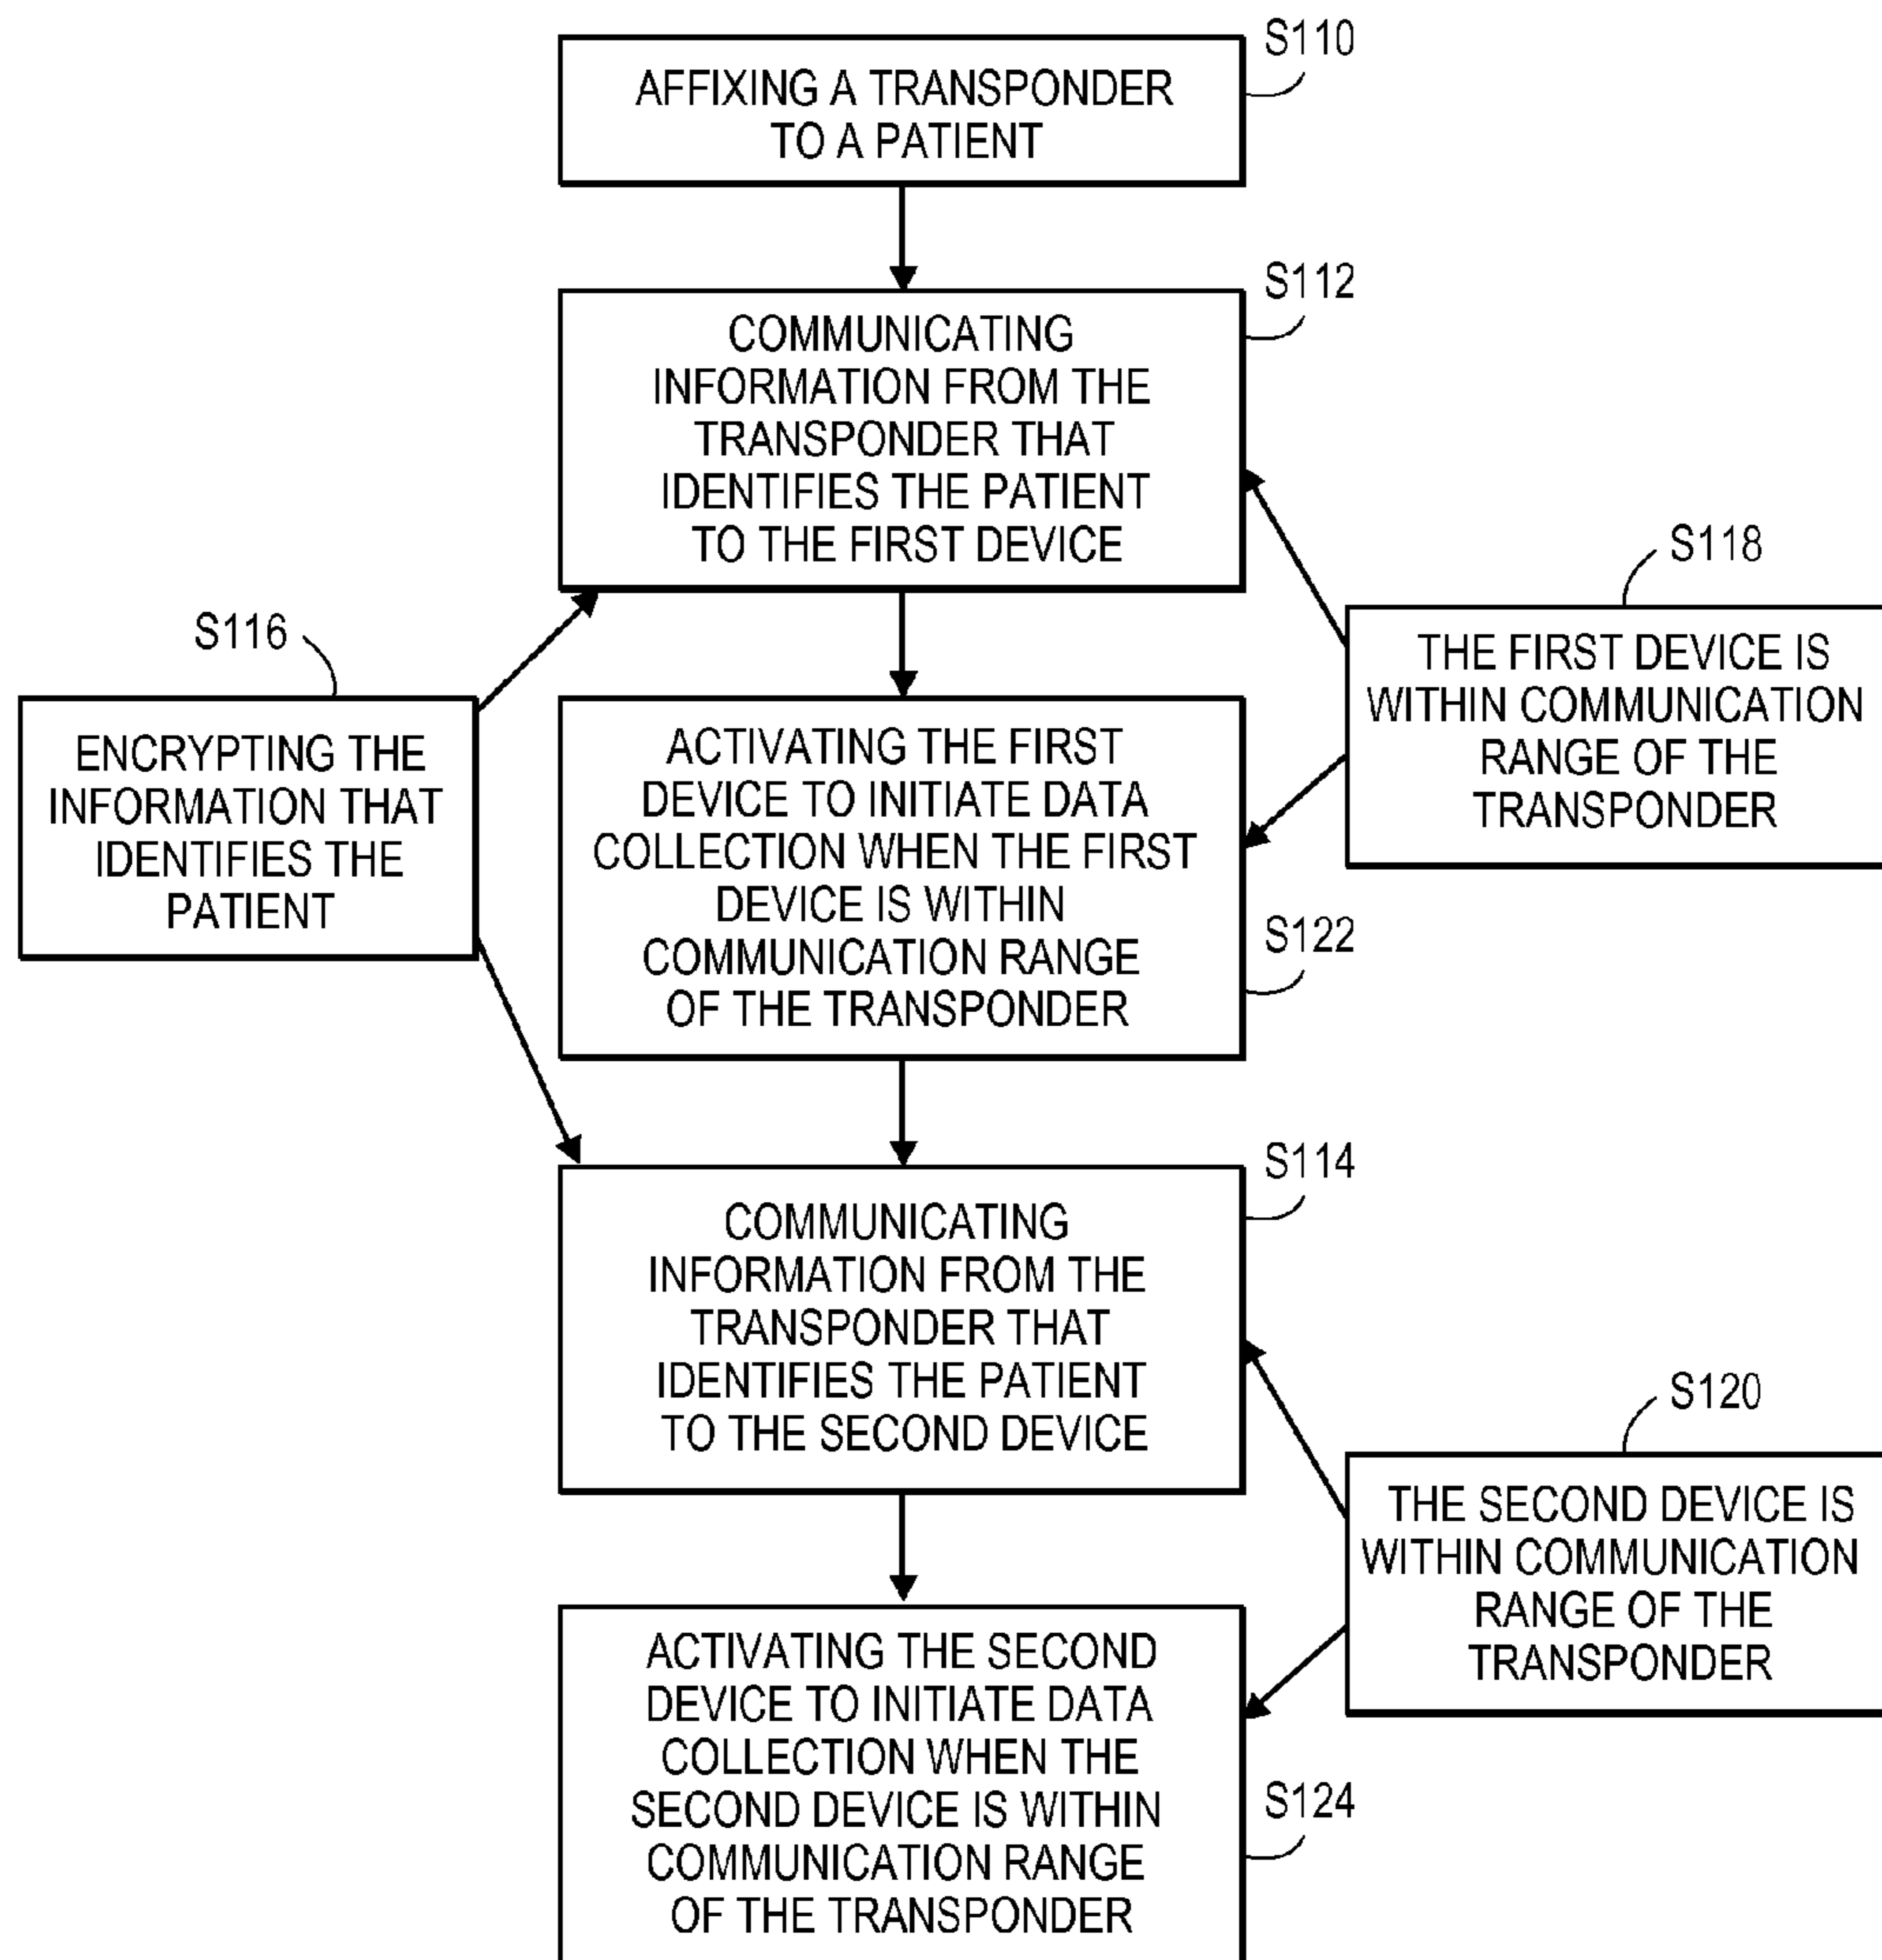 S110
AFFIXING A TRANSPONDER
TO A PATIENT
S112
COMMUNICATING
INFORMATION FROM THE
TRANSPONDER THAT
IDENTIFIES THE PATIENT
TO THE FIRST DEVICE
S118
THE FIRST DEVICE IS
WITHIN COMMUNICATION
RANGE OF THE
TRANSPONDER
S116
ENCRYPTING THE
INFORMATION THAT
IDENTIFIES THE
PATIENT
ACTIVATING THE FIRST
DEVICE TO INITIATE DATA
COLLECTION WHEN THE FIRST
DEVICE IS WITHIN
COMMUNICATION RANGE
OF THE TRANSPONDER
S122
S114
COMMUNICATING
INFORMATION FROM THE
TRANSPONDER THAT
IDENTIFIES THE PATIENT
TO THE SECOND DEVICE
S120
THE SECOND DEVICE IS
WITHIN COMMUNICATION
RANGE OF THE
TRANSPONDER
ACTIVATING THE SECOND
DEVICE TO INITIATE DATA
COLLECTION WHEN THE
SECOND DEVICE IS WITHIN
COMMUNICATION RANGE
OF THE TRANSPONDER
S124